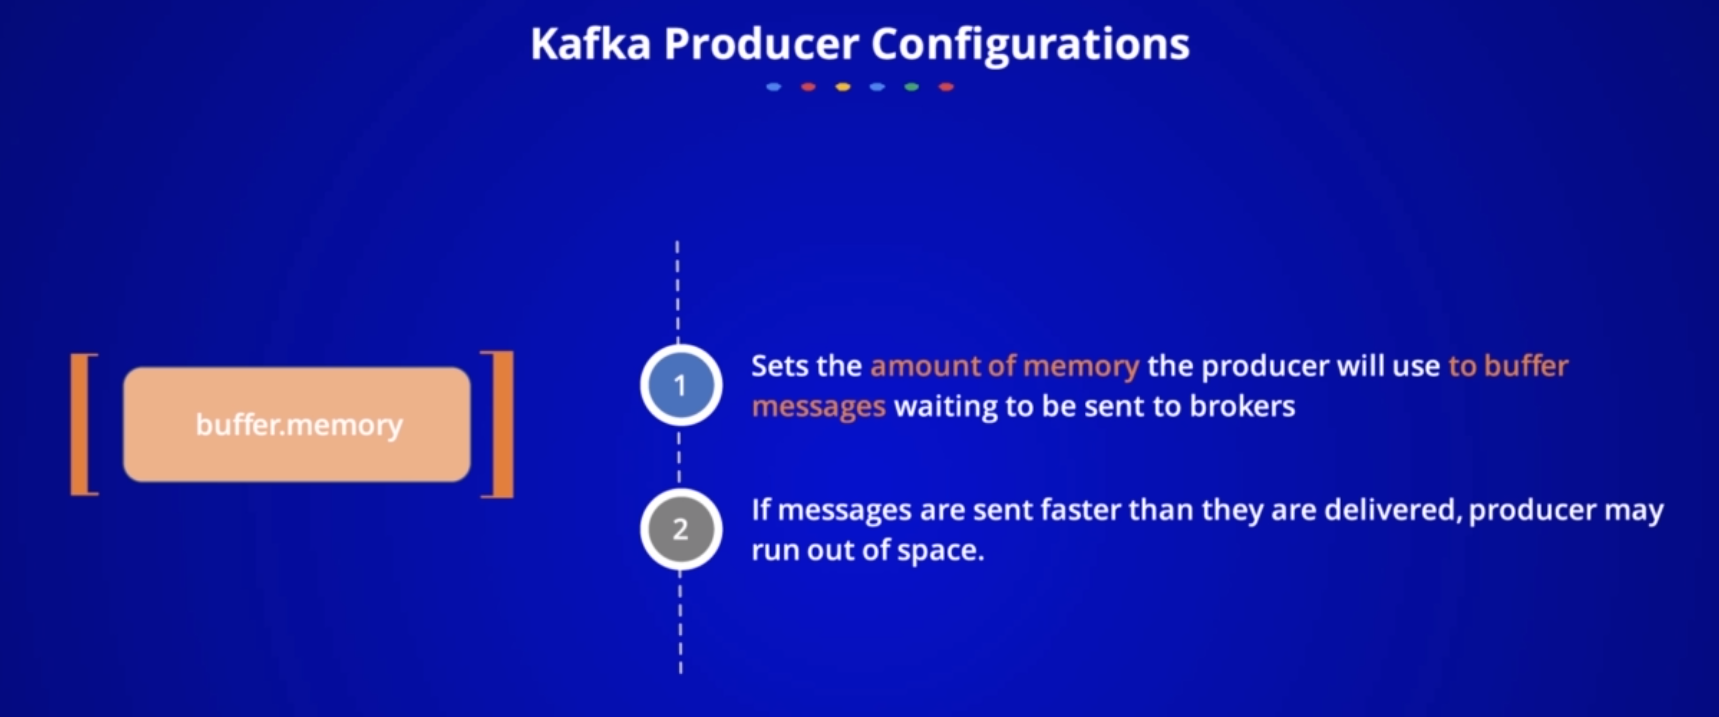 Kafka Producer Configurations
buffer.memory
1
Sets the amount of memory the producer will use to buffer
messages waiting to be sent to brokers
2
If messages are sent faster than they are delivered, producer may
run out of space.